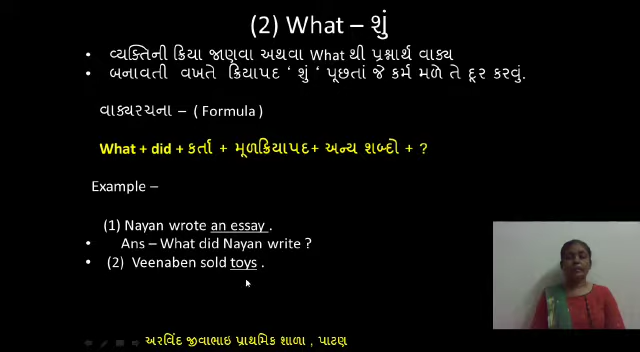 (2) What – શું
• વ્યક્તિની ક્રિયા જાણવા અથવા What થી પ્રશ્નાર્થ વાક્ય
• બનાવતી વખતે ક્રિયાપદ ‘ શું ‘ પૂછતાં જે કર્મ મળે તે દૂર કરવું.
વાક્યરચના – ( Formula )
What + did + કર્તા + મૂળક્રિયાપદ+ અન્ય શબ્દો + ?
Example –
(1) Nayan wrote an essay .
• Ans – What did Nayan write ?
• (2) Veenaben sold toys .
અરવિંદ જીવાભાઇ પ્રાથમિક શાળા , પાટણ